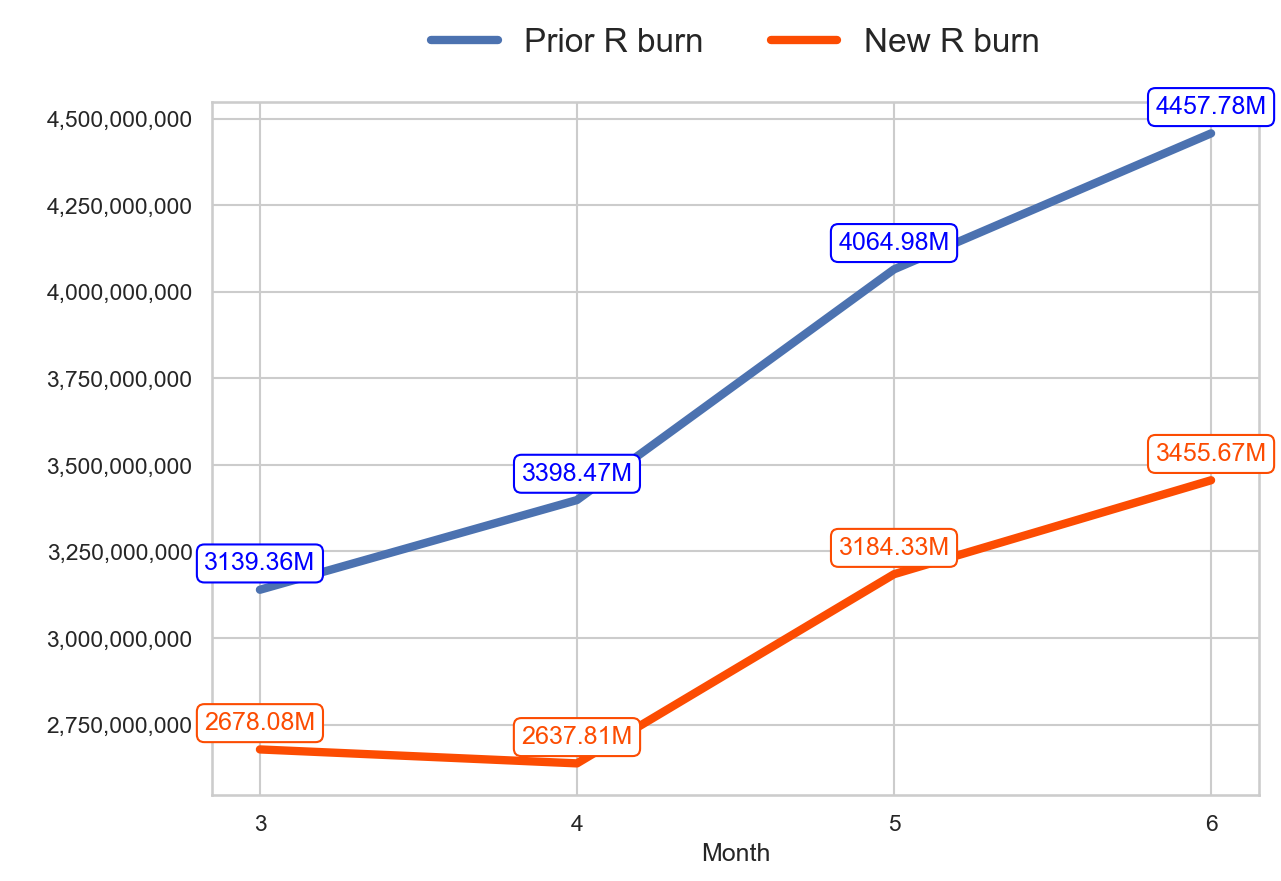 Prior R burn New R burn
4,500,000,000
4,250,000,000
4,000,000,000
3,750,000,000
3,500,000,000
3,250,000,000
3,000,000,000
2,750,000,000
4457.78M
4064.98M
3398.47M
3139.36M
3455.67M
3184.33M
2678.08M
2637.81M
3 4 5 6
Month